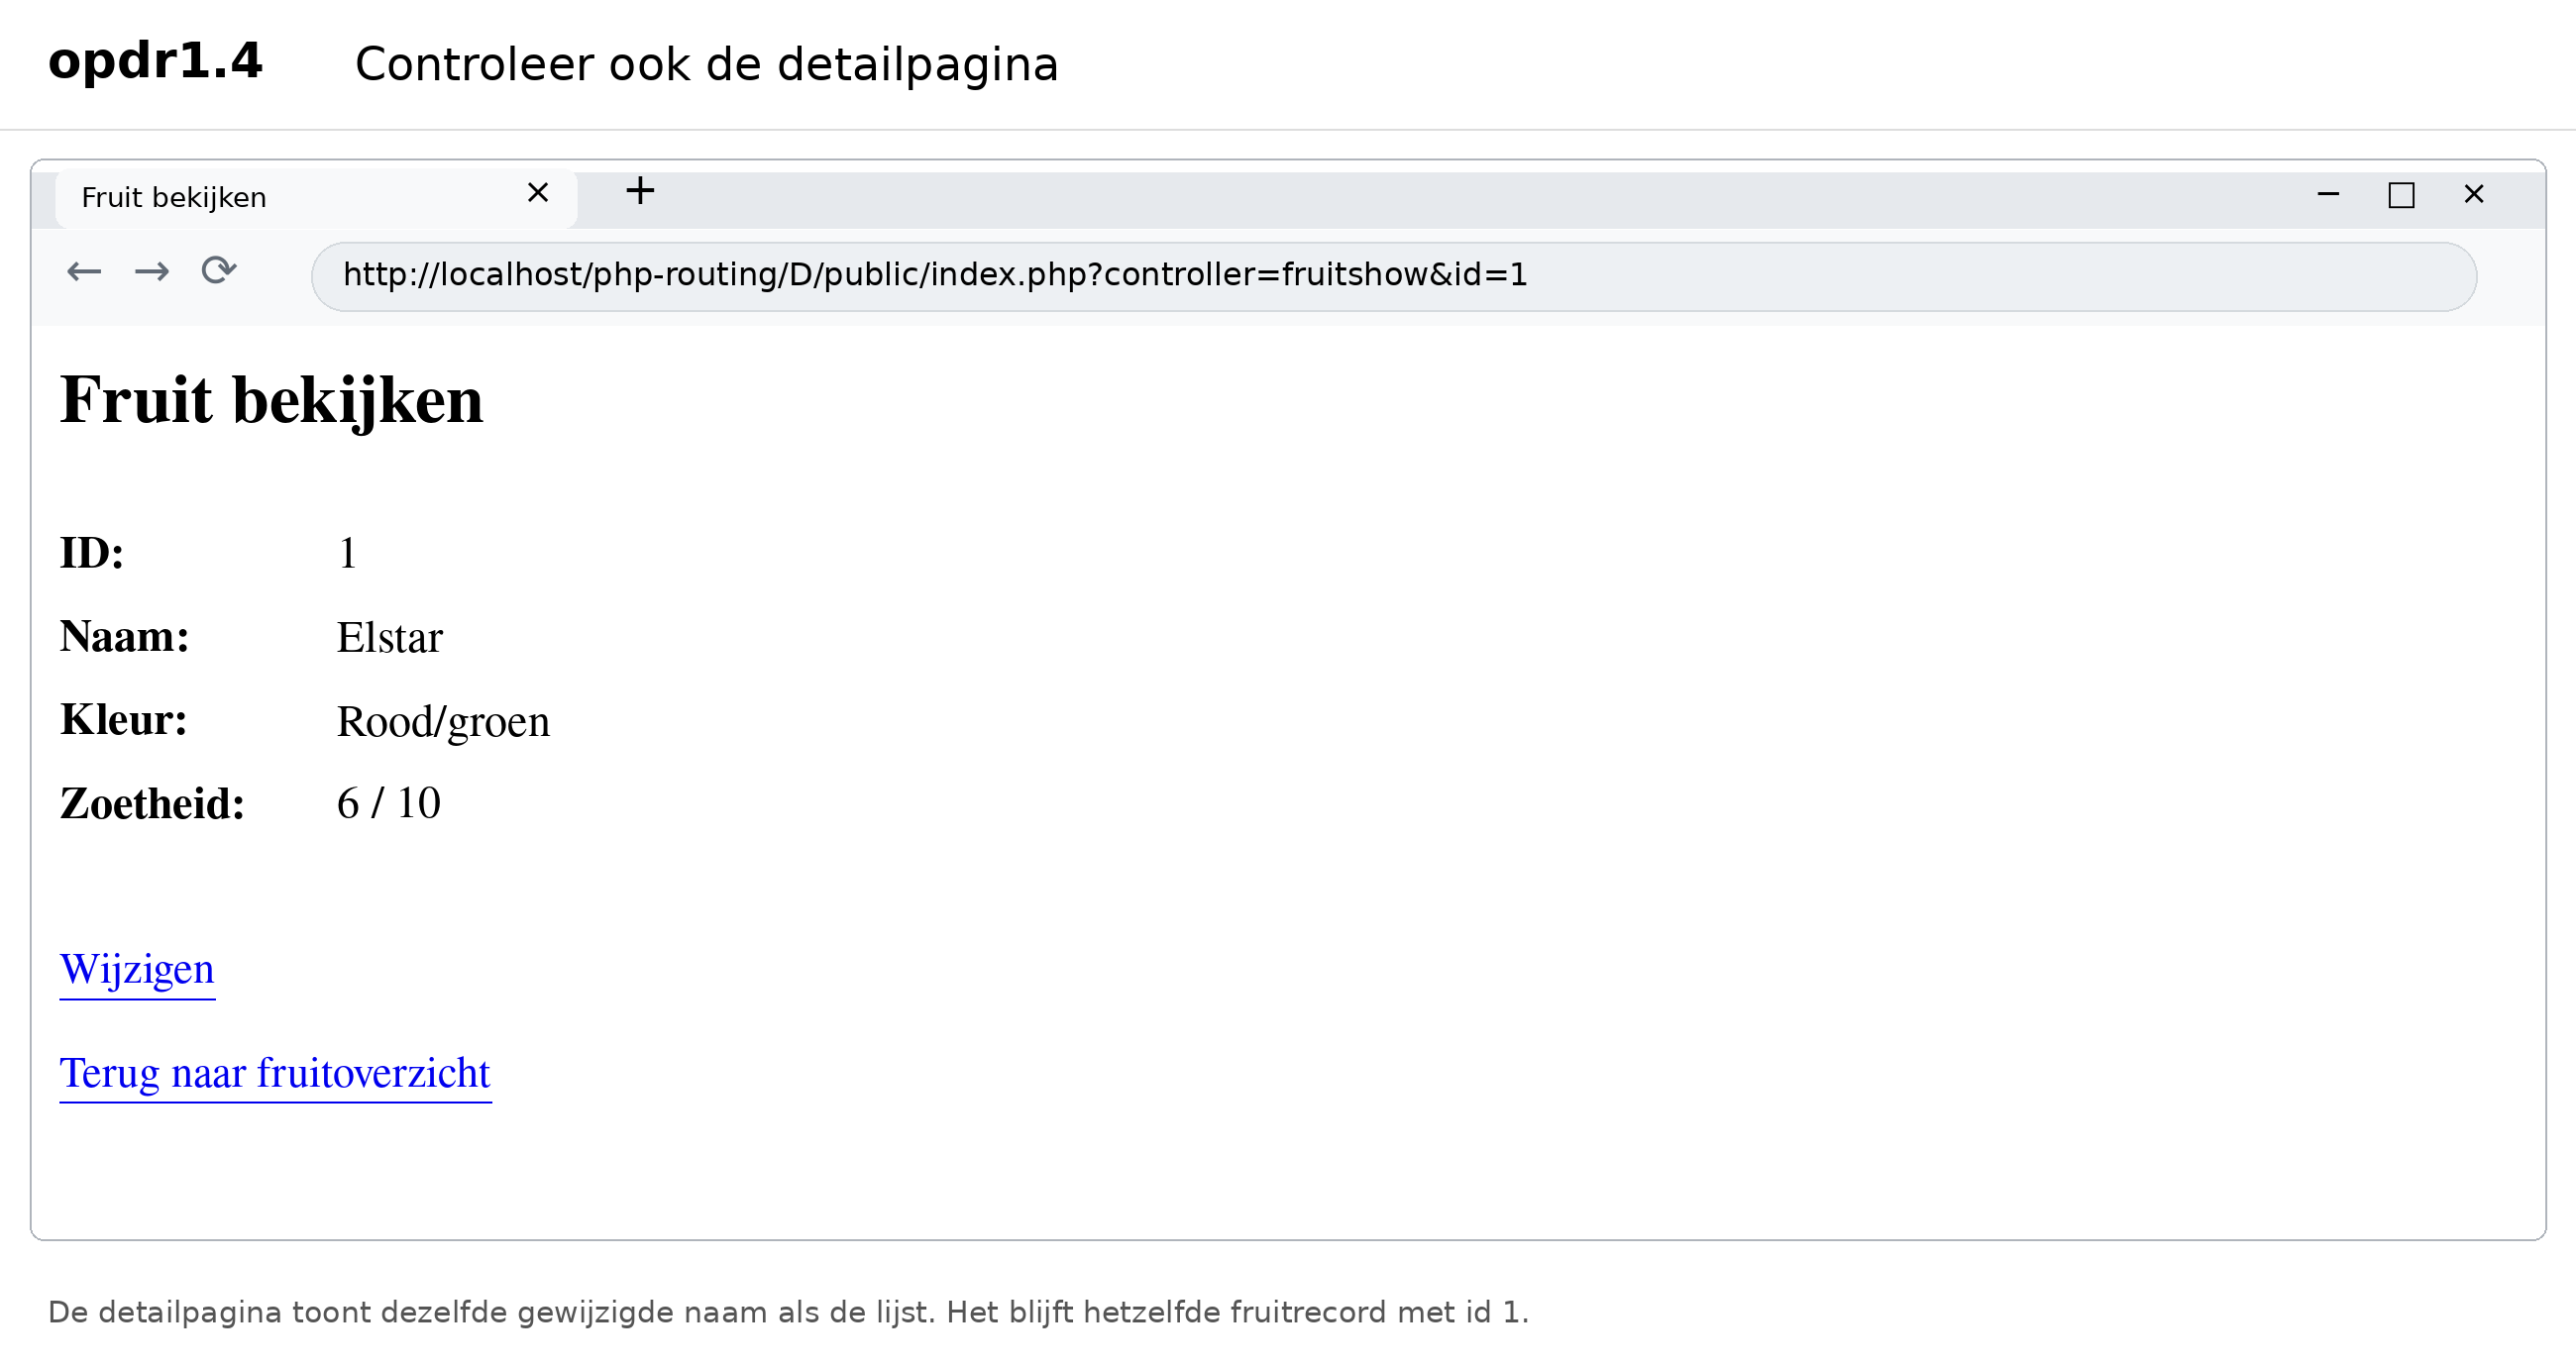 opdr1.4 Controleer ook de detailpagina
Fruit bekijken
http://localhost/php-routing/D/public/index.php?controller=fruitshow&id=1
Fruit bekijken
ID: 1
Naam: Elstar
Kleur: Rood/groen
Zoetheid: 6 / 10
Wijzigen
Terug naar fruitoverzicht
De detailpagina toont dezelfde gewijzigde naam als de lijst. Het blijft hetzelfde fruitrecord met id 1.